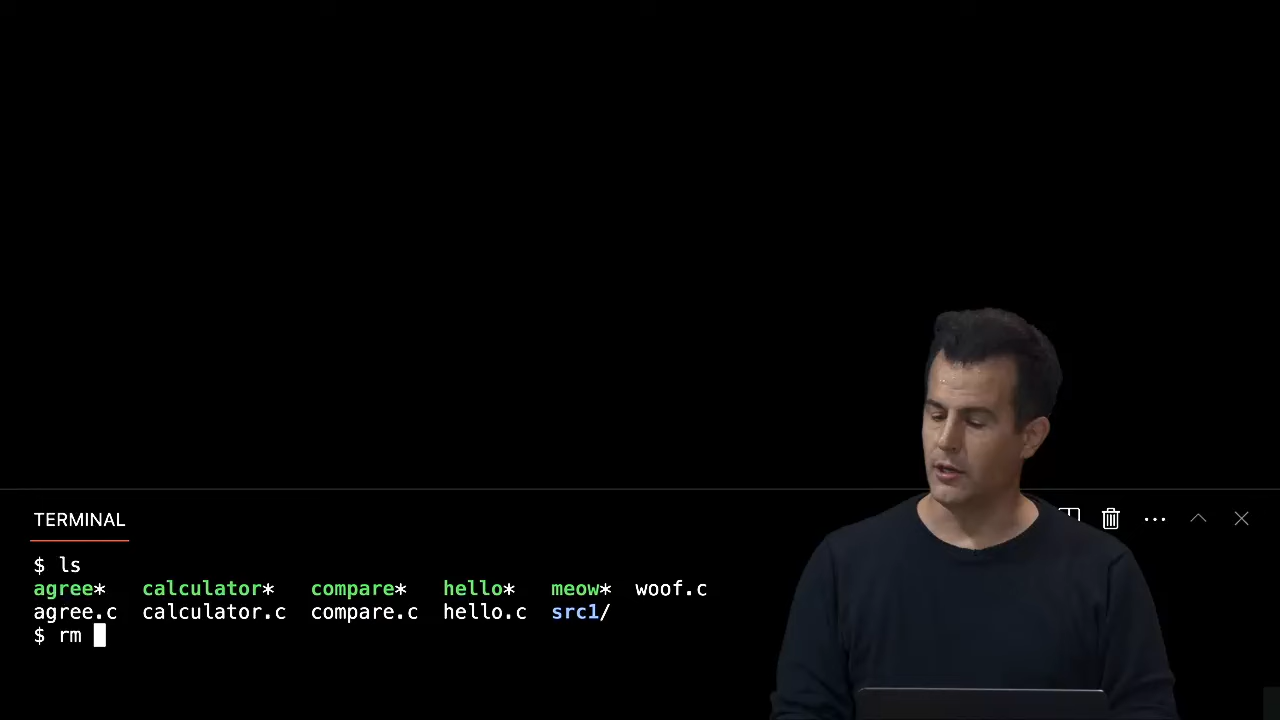 TERMINAL
$ ls
agree* calculator* compare* hello* meow* woof.c
agree.c calculator.c compare.c hello.c src1/
$ rm